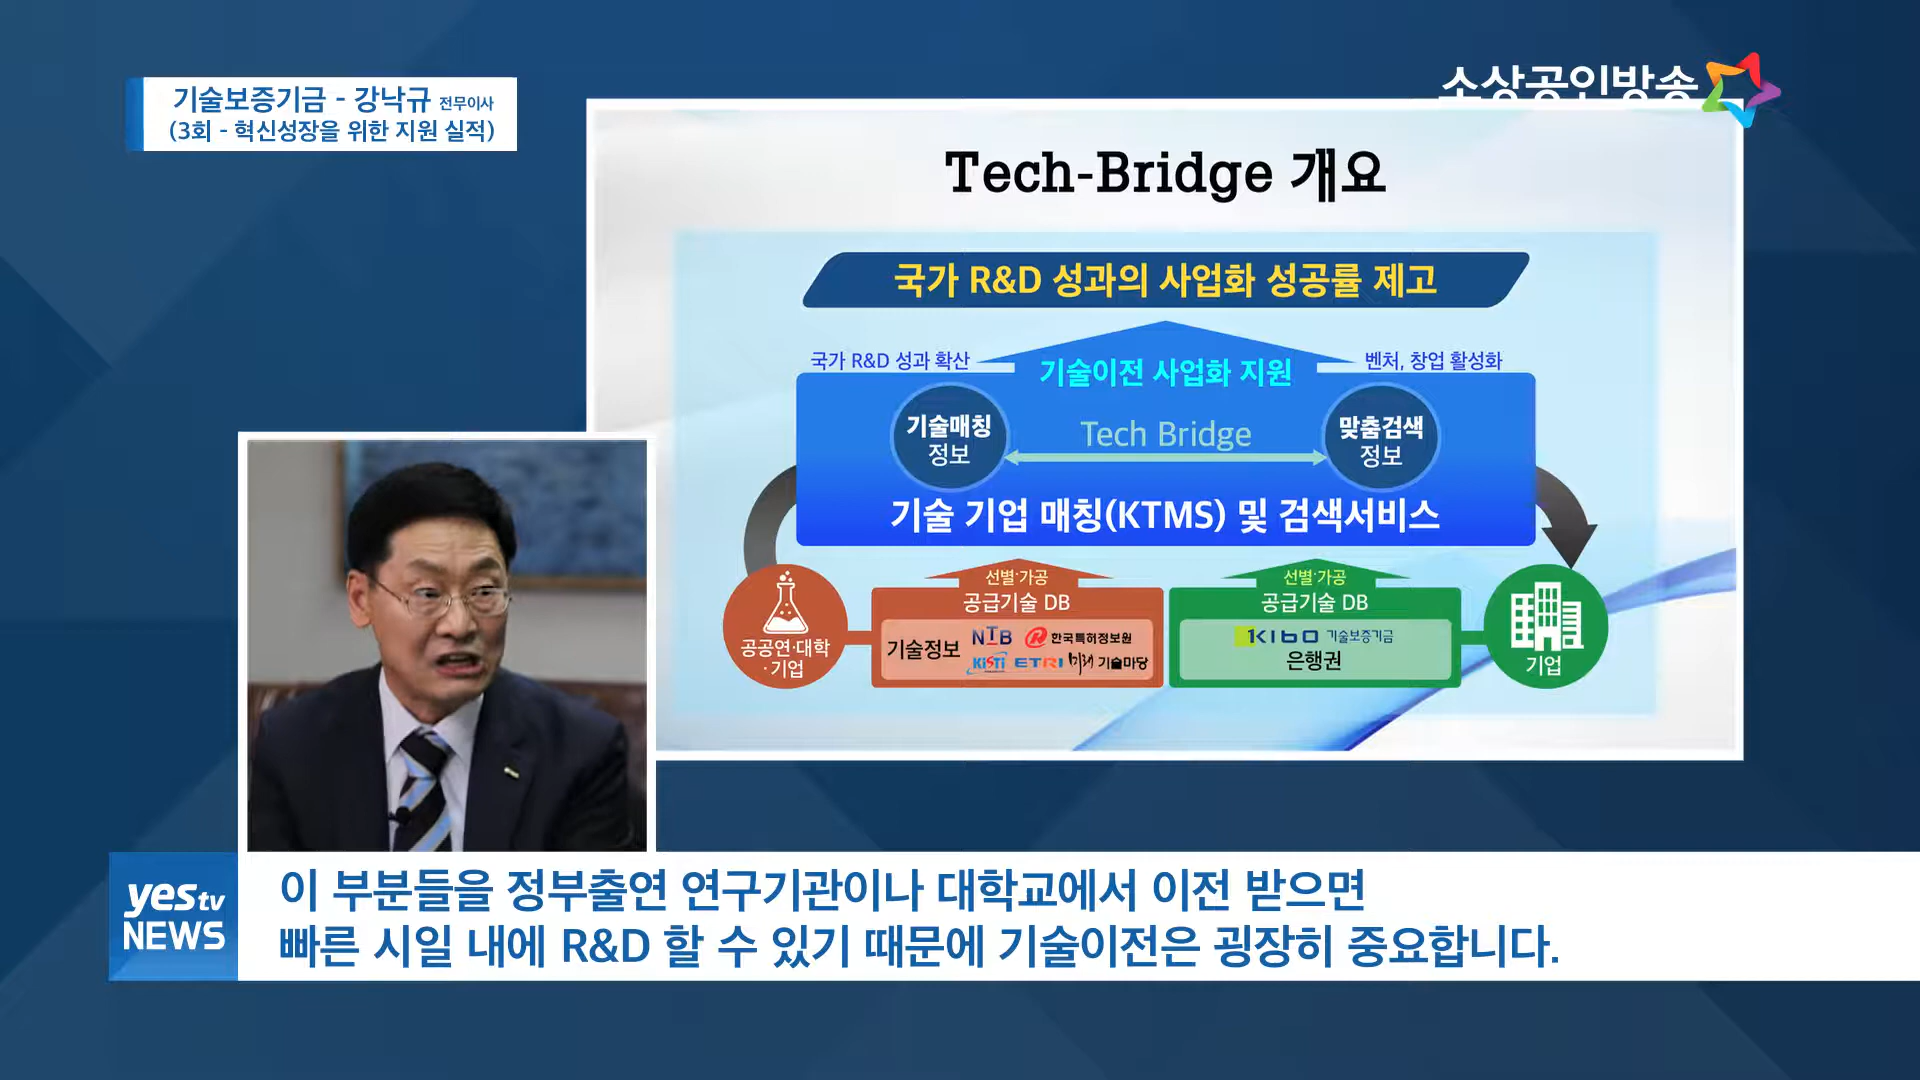 기술보증기금 - 강낙규 전무이사
(3회 - 혁신성장을 위한 지원 실적)
소상공인방송
Tech-Bridge 개요
국가 R&D 성과의 사업화 성공률 제고
국가 R&D 성과 확산
기술이전 사업화 지원
벤처, 창업 활성화
기술매칭
정보
Tech Bridge
맞춤검색
정보
기술 기업 매칭(KTMS) 및 검색서비스
공공연·대학
·기업
선별·가공
공급기술 DB
기술정보
NTB 한국특허정보원
KiSTi ETRI 미래 기술마당
선별·가공
공급기술 DB
KIBO 기술보증기금
은행권
기업
yes tv
NEWS
이 부분들을 정부출연 연구기관이나 대학교에서 이전 받으면
빠른 시일 내에 R&D 할 수 있기 때문에 기술이전은 굉장히 중요합니다.